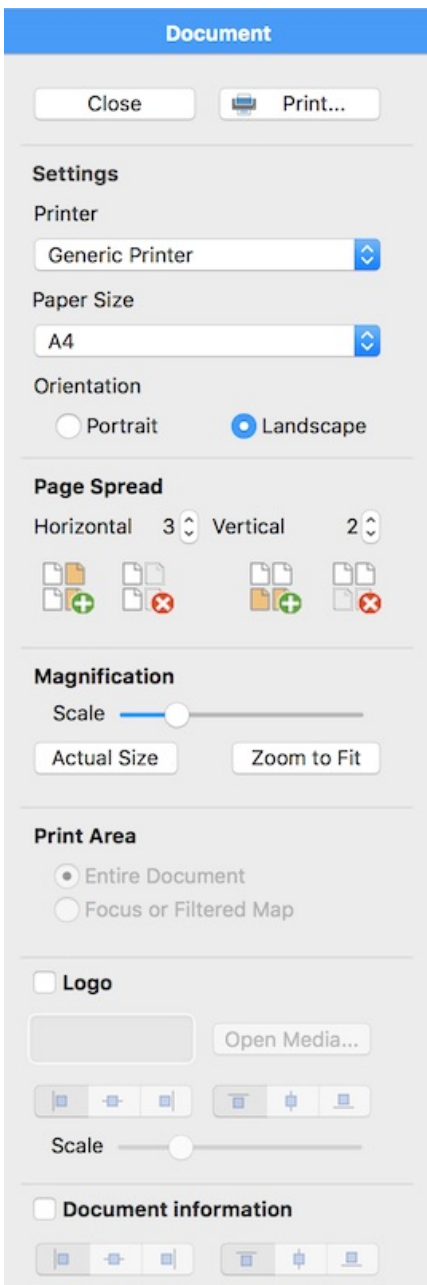 Document
Close Print...
Settings
Printer
Generic Printer
Paper Size
A4
Orientation
Portrait Landscape
Page Spread
Horizontal 3 Vertical 2
Magnification
Scale
Actual Size Zoom to Fit
Print Area
Entire Document
Focus or Filtered Map
Logo
Open Media...
Scale
Document information